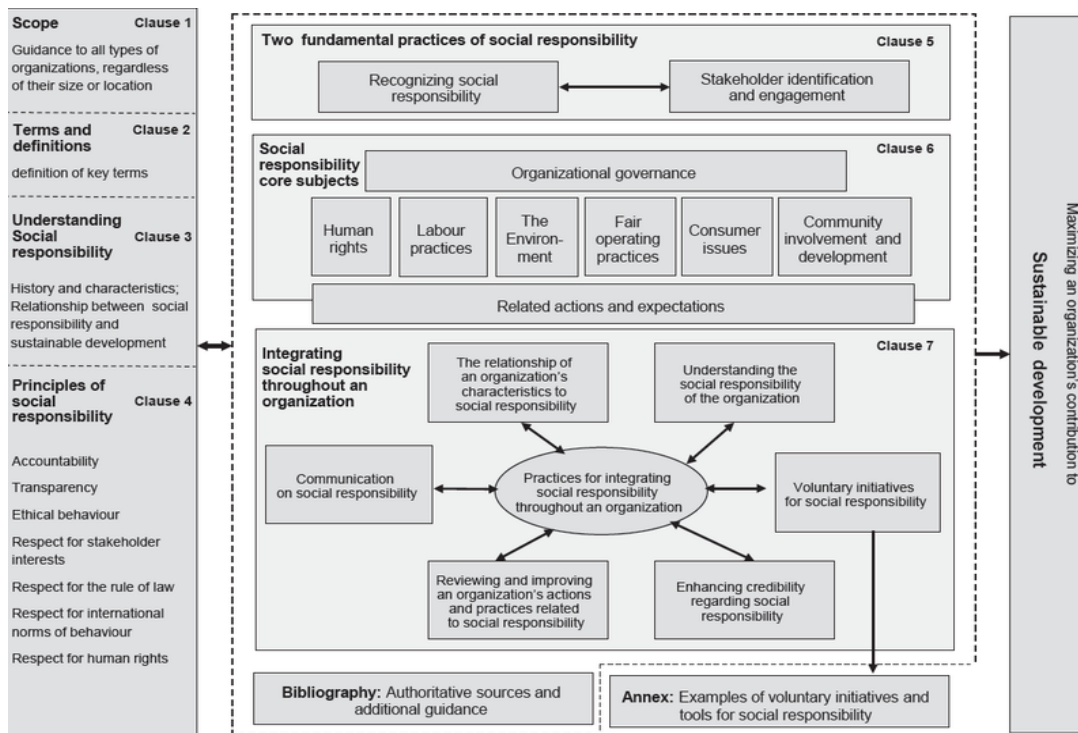 Scope Clause 1
Guidance to all types of
organizations, regardless
of their size or location
Terms and Clause 2
definitions
definition of key terms
Understanding
Social Clause 3
responsibility
History and characteristics;
Relationship between social
responsibility and
sustainable development
Principles of
social Clause 4
responsibility
Accountability
Transparency
Ethical behaviour
Respect for stakeholder
interests
Respect for the rule of law
Respect for international
norms of behaviour
Respect for human rights
Two fundamental practices of social responsibility Clause 5
Recognizing social
responsibility
Stakeholder identification
and engagement
Social Clause 6
responsibility
core subjects
Organizational governance
Human
rights
Labour
practices
The
Environ-
ment
Fair
operating
practices
Consumer
issues
Community
involvement and
development
Related actions and expectations
Integrating Clause 7
social responsibility
throughout an
organization
The relationship of
an organization's
characteristics to
social responsibility
Understanding the
social responsibility
of the organization
Communication
on social responsibility
Practices for integrating
social responsibility
throughout an organization
Voluntary initiatives
for social responsibility
Reviewing and improving
an organization's actions
and practices related
to social responsibility
Enhancing credibility
regarding social
responsibility
Bibliography: Authoritative sources and
additional guidance
Annex: Examples of voluntary initiatives and
tools for social responsibility
Maximizing an organization's contribution to
Sustainable development